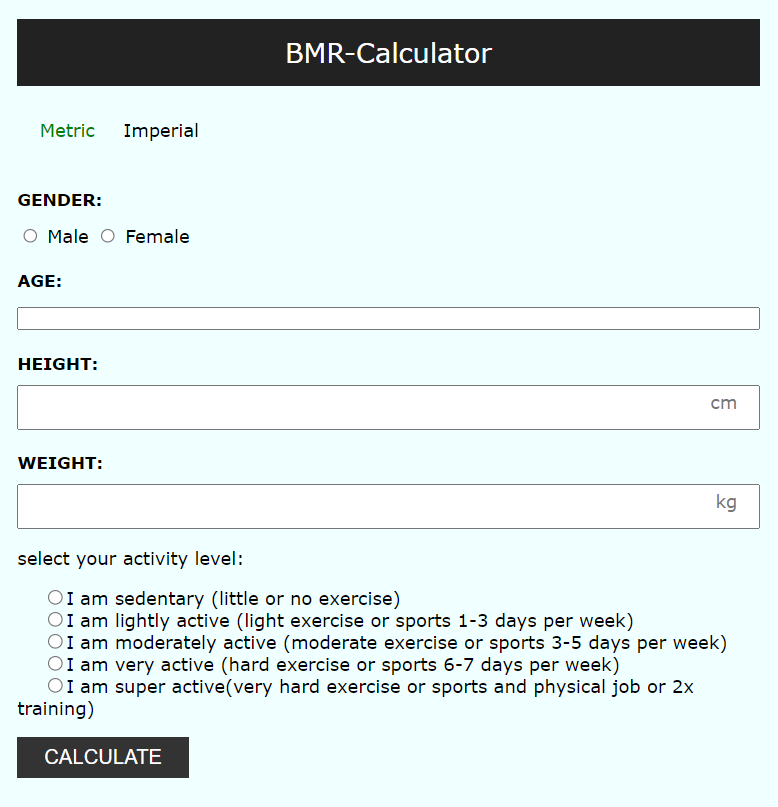 BMR-Calculator
Metric Imperial
GENDER:
Male Female
AGE:
HEIGHT:
cm
WEIGHT:
kg
select your activity level:
I am sedentary (little or no exercise)
I am lightly active (light exercise or sports 1-3 days per week)
I am moderately active (moderate exercise or sports 3-5 days per week)
I am very active (hard exercise or sports 6-7 days per week)
I am super active(very hard exercise or sports and physical job or 2x
training)
CALCULATE